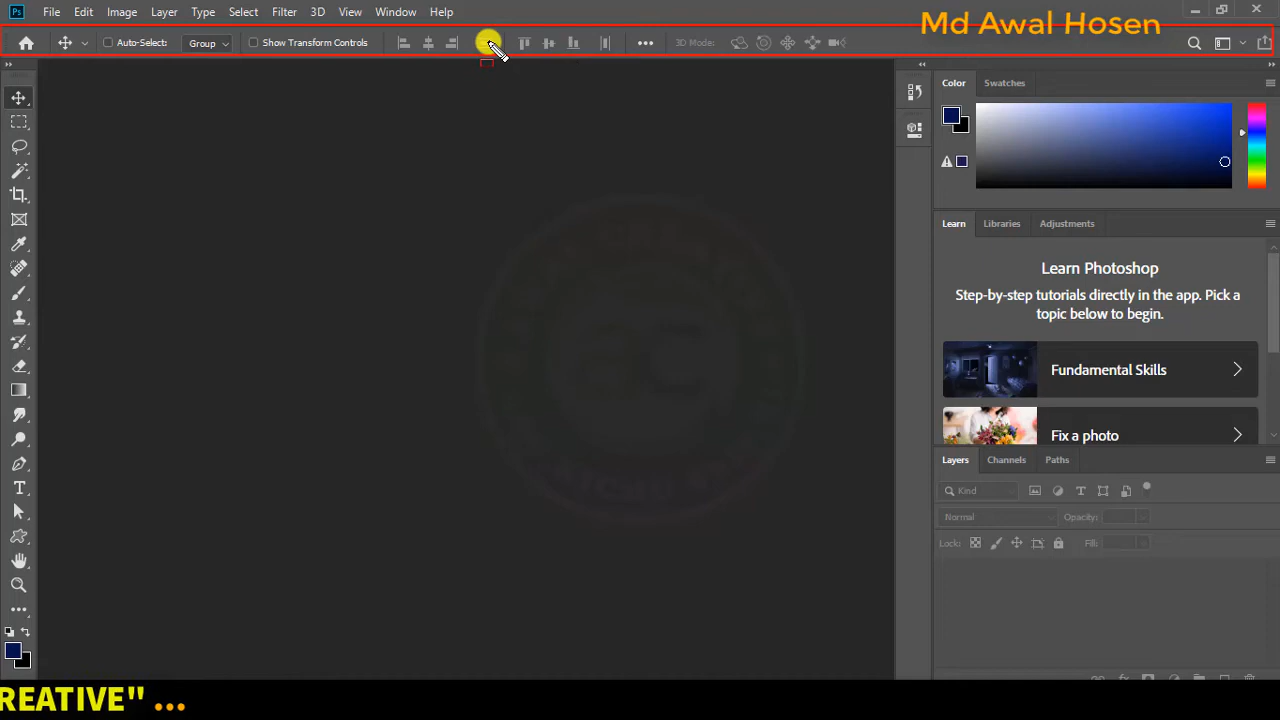 Ps File Edit Image Layer Type Select Filter 3D View Window Help
Md Awal Hosen
Auto-Select: Group Show Transform Controls 3D Mode:
Color Swatches
Learn Libraries Adjustments
Learn Photoshop
Step-by-step tutorials directly in the app. Pick a
topic below to begin.
Fundamental Skills
Fix a photo
Layers Channels Paths
Kind
Normal Opacity:
Lock: Fill:
REATIVE" ...